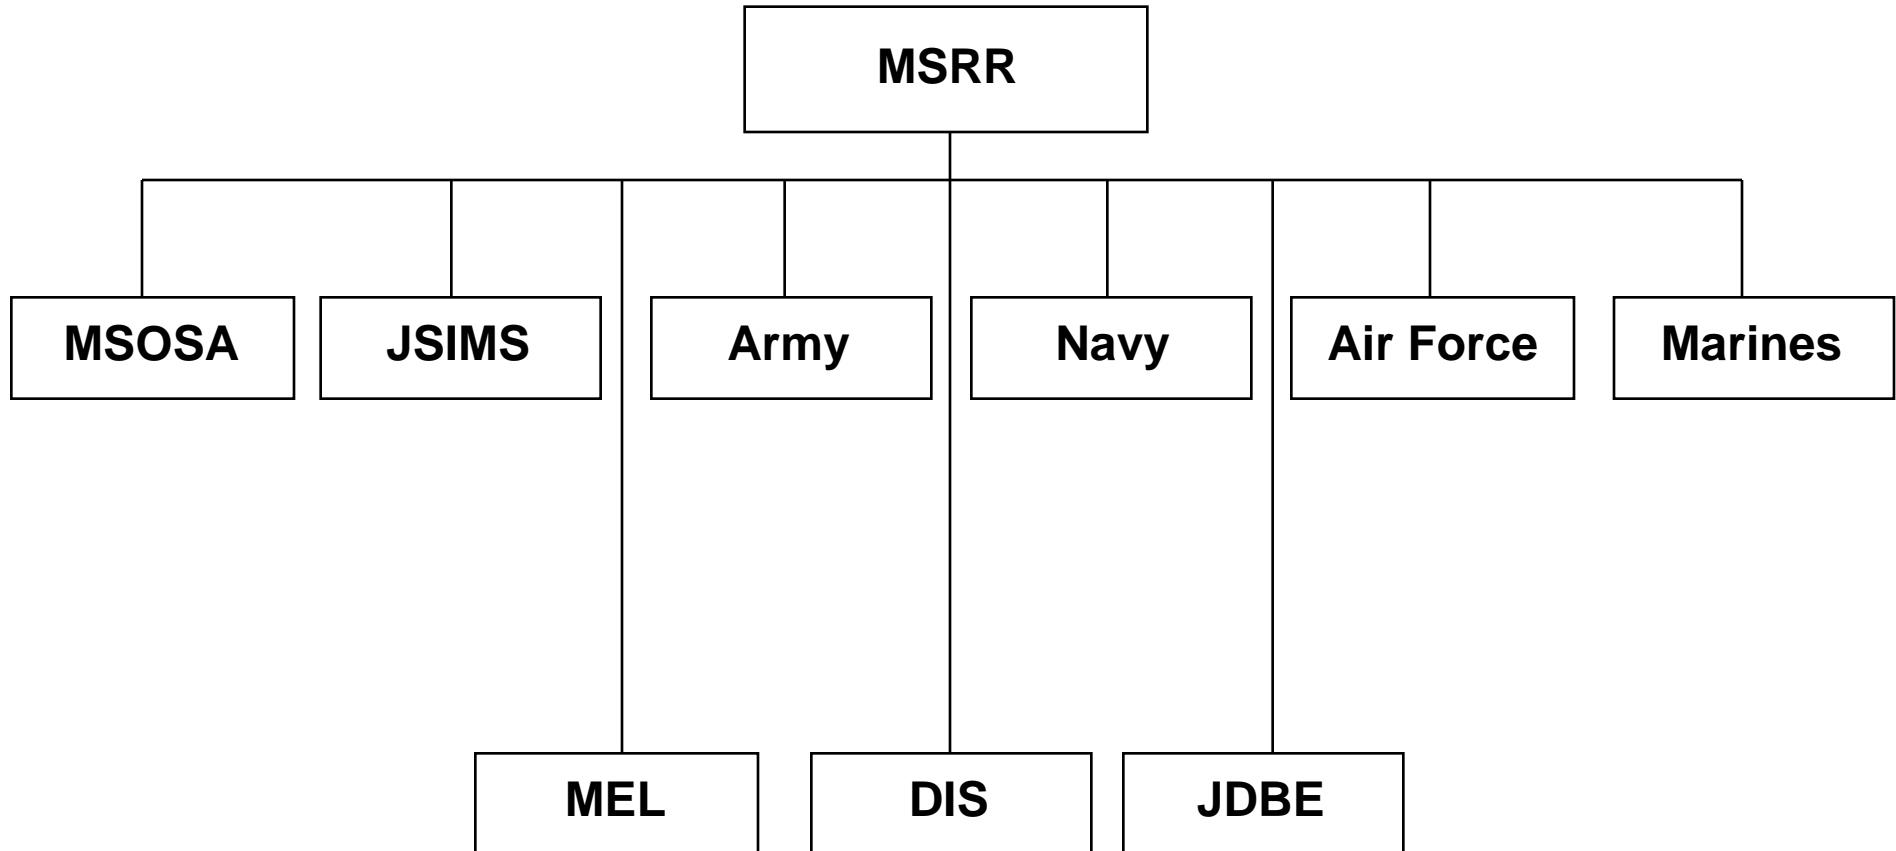 MSRR
MSOSA
JSIMS
Army
Navy
Air Force
Marines
MEL
DIS
JDBE